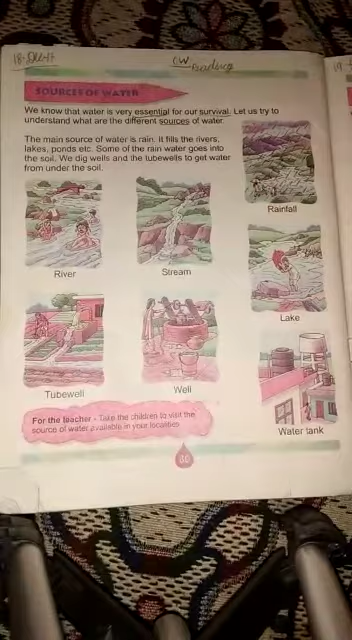 18-Dec-17
CW
Reading
19
SOURCES OF WATER
We know that water is very essential for our survival. Let us try to
understand what are the different sources of water.
The main source of water is rain. It fills the rivers,
lakes, ponds etc. Some of the rain water goes into
the soil. We dig wells and the tubewells to get water
from under the soil.
Rainfall
River
Stream
Lake
Tubewell
Well
Water tank
For the teacher - Take the children to visit the
source of water available in your localities